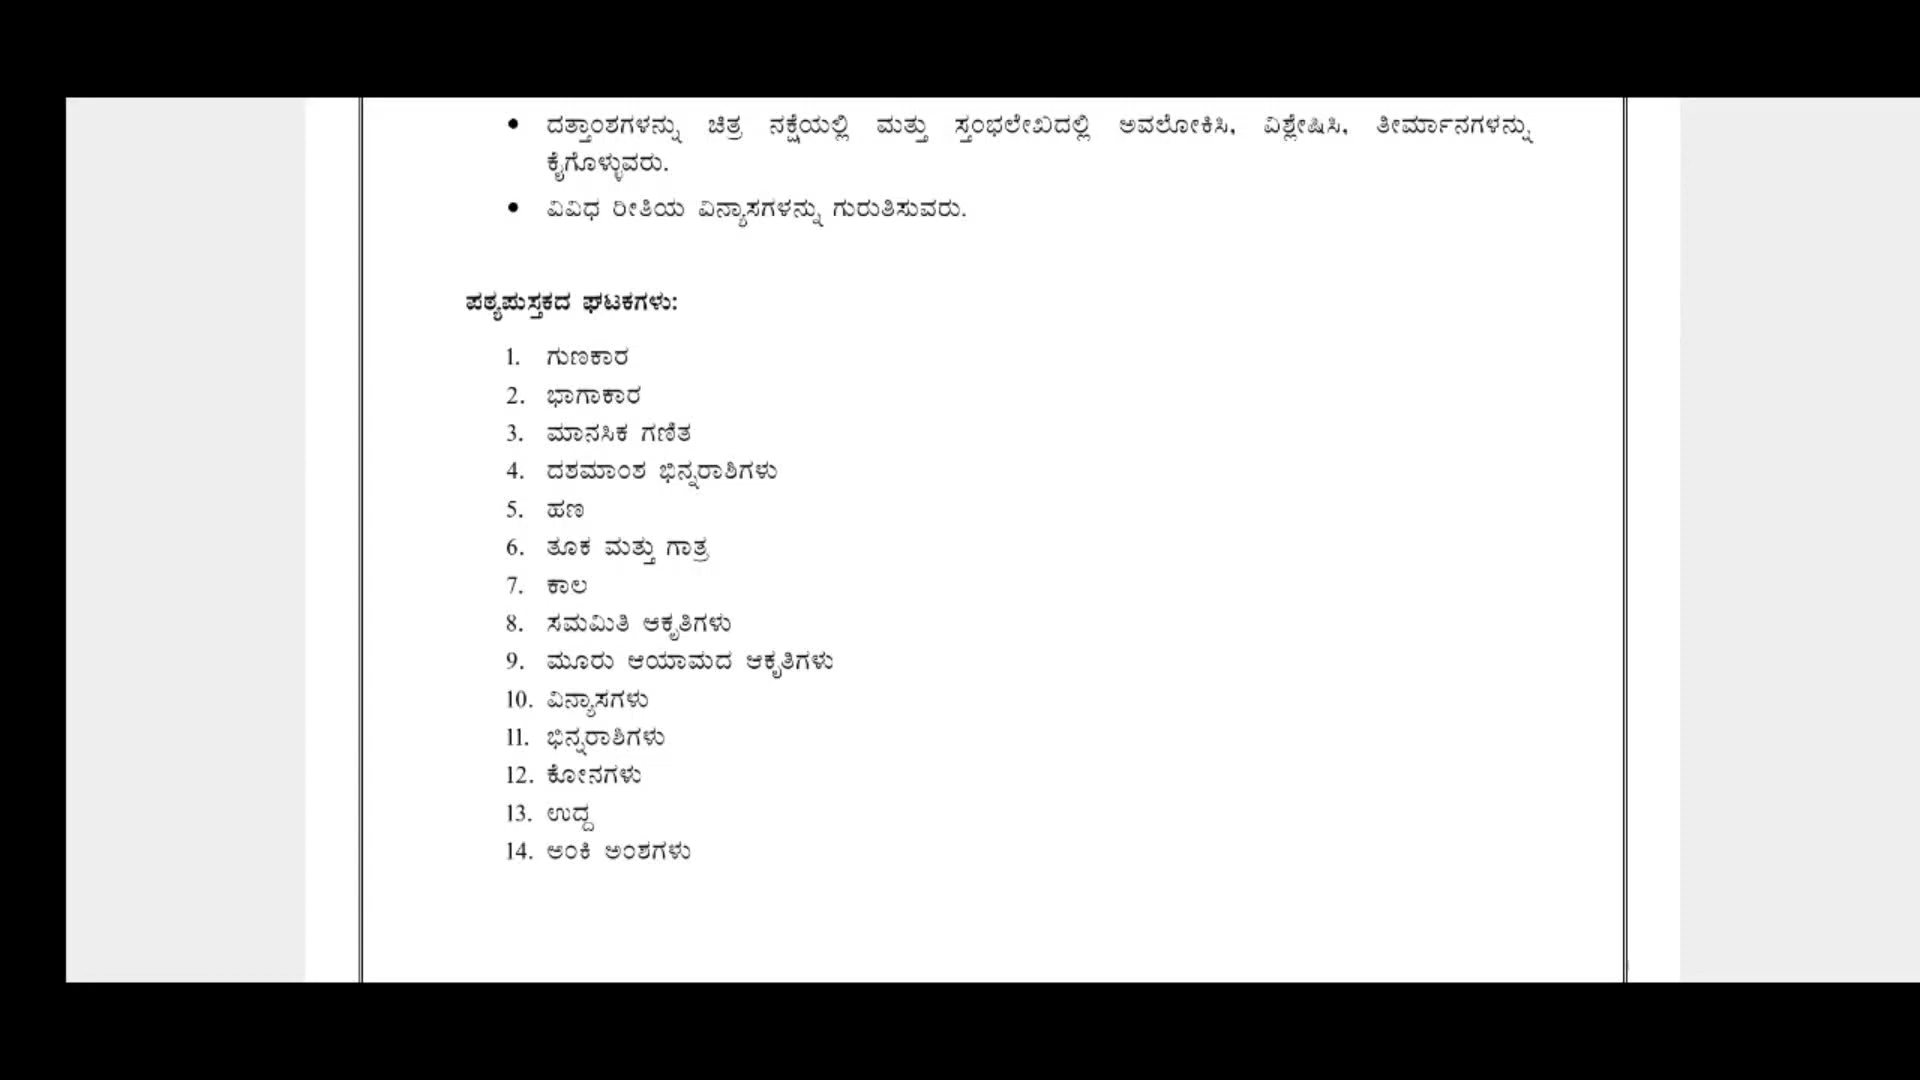 • ದತ್ತಾಂಶಗಳನ್ನು ಚಿತ್ರ ನಕ್ಷೆಯಲ್ಲಿ ಮತ್ತು ಸ್ತಂಭಲೇಖದಲ್ಲಿ ಅವಲೋಕಿಸಿ, ವಿಶ್ಲೇಷಿಸಿ, ತೀರ್ಮಾನಗಳನ್ನು
ಕೈಗೊಳ್ಳುವರು.
• ವಿವಿಧ ರೀತಿಯ ವಿನ್ಯಾಸಗಳನ್ನು ಗುರುತಿಸುವರು.
ಪಠ್ಯಪುಸ್ತಕದ ಘಟಕಗಳು:
1. ಗುಣಕಾರ
2. ಭಾಗಾಕಾರ
3. ಮಾನಸಿಕ ಗಣಿತ
4. ದಶಮಾಂಶ ಭಿನ್ನರಾಶಿಗಳು
5. ಹಣ
6. ತೂಕ ಮತ್ತು ಗಾತ್ರ
7. ಕಾಲ
8. ಸಮಮಿತಿ ಆಕೃತಿಗಳು
9. ಮೂರು ಆಯಾಮದ ಆಕೃತಿಗಳು
10. ವಿನ್ಯಾಸಗಳು
11. ಭಿನ್ನರಾಶಿಗಳು
12. ಕೋನಗಳು
13. ಉದ್ದ
14. ಅಂಕಿ ಅಂಶಗಳು